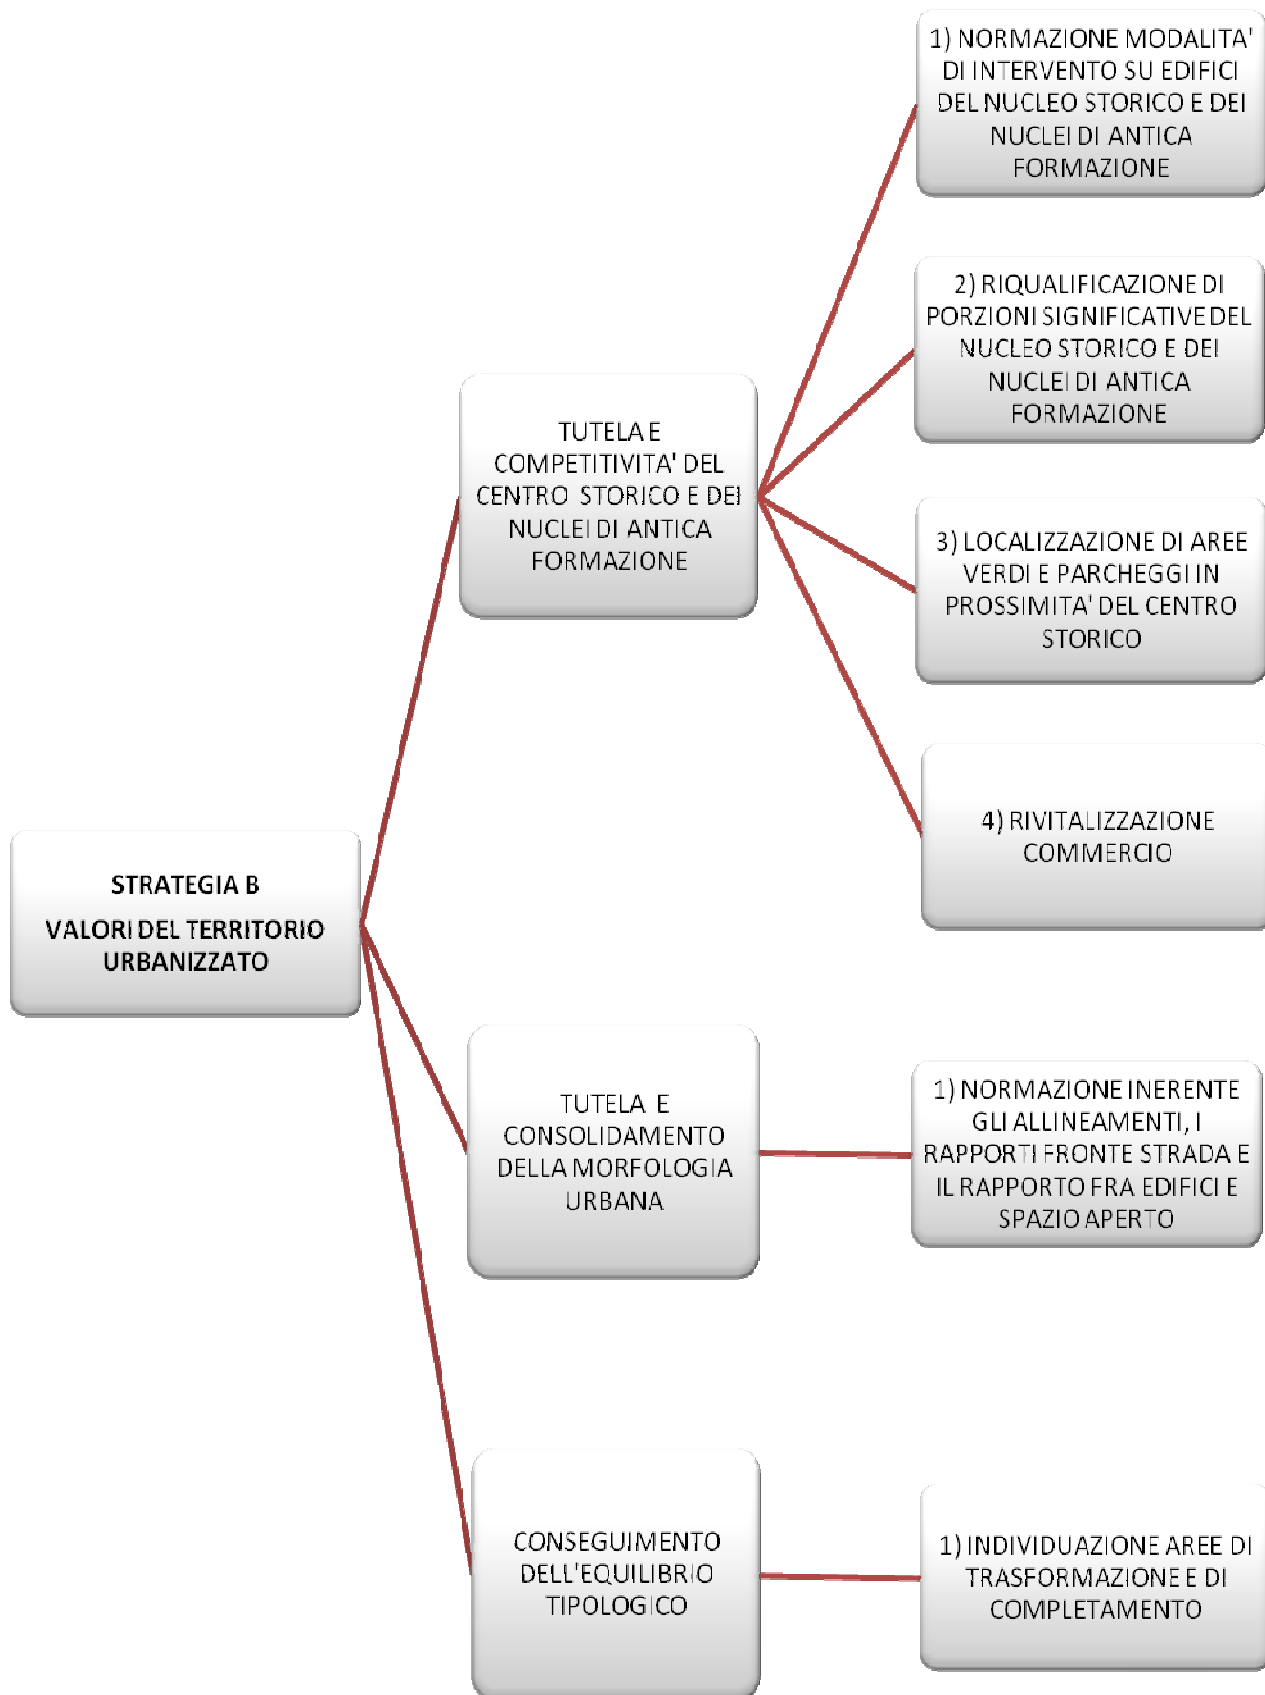 1) NORMAZIONE MODALITA'
DI INTERVENTO SU EDIFICI
DEL NUCLEO STORICO E DEI
NUCLEI DI ANTICA
FORMAZIONE
2) RIQUALIFICAZIONE DI
PORZIONI SIGNIFICATIVE DEL
NUCLEO STORICO E DEI
NUCLEI DI ANTICA
FORMAZIONE
TUTELA E
COMPETITIVITA' DEL
CENTRO STORICO E DEI
NUCLEI DI ANTICA
FORMAZIONE
3) LOCALIZZAZIONE DI AREE
VERDI E PARCHEGGI IN
PROSSIMITA' DEL CENTRO
STORICO
4) RIVITALIZZAZIONE
COMMERCIO
STRATEGIA B
VALORI DEL TERRITORIO
URBANIZZATO
TUTELA E
CONSOLIDAMENTO
DELLA MORFOLOGIA
URBANA
1) NORMAZIONE INERENTE
GLI ALLINEAMENTI, I
RAPPORTI FRONTE STRADA E
IL RAPPORTO FRA EDIFICI E
SPAZIO APERTO
CONSEGUIMENTO
DELL'EQUILIBRIO
TIPOLOGICO
1) INDIVIDUAZIONE AREE DI
TRASFORMAZIONE E DI
COMPLETAMENTO